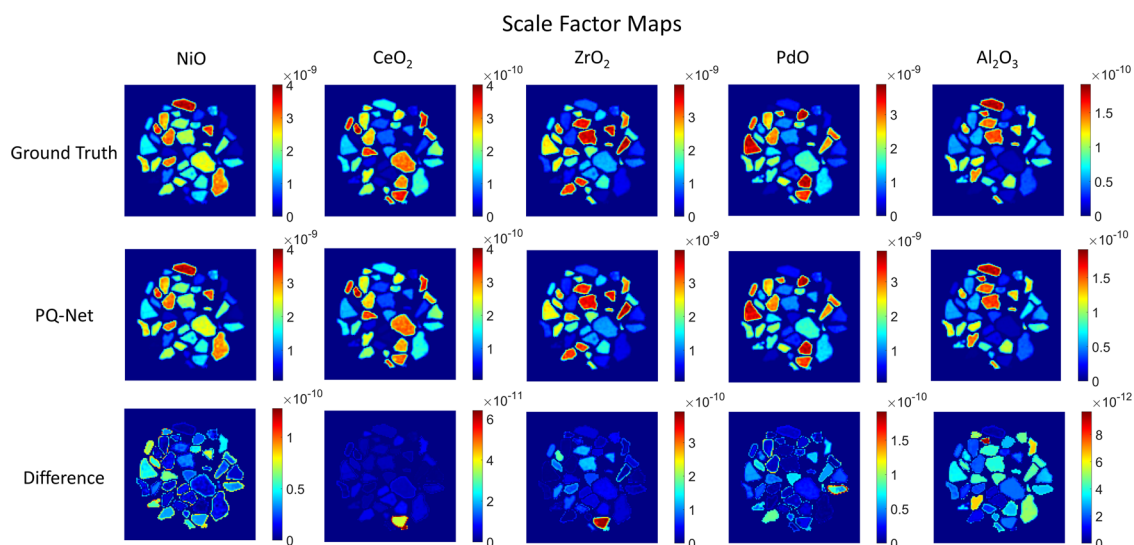 Scale Factor Maps
NiO CeO₂ ZrO₂ PdO Al₂O₃
Ground Truth
×10⁻⁹ 4 3 2 1 0
×10⁻¹⁰ 4 3 2 1 0
×10⁻⁹ 3 2 1 0
×10⁻⁹ 3 2 1 0
×10⁻¹⁰ 1.5 1 0.5 0
PQ-Net
×10⁻⁹ 4 3 2 1
×10⁻¹⁰ 4 3 2 1
×10⁻⁹ 3 2 1
×10⁻⁹ 3 2 1
×10⁻¹⁰ 1.5 1 0.5 0
Difference
×10⁻¹⁰ 1 0.5 0
×10⁻¹¹ 6 5 4 3 2 1
×10⁻¹⁰ 3 2 1 0
×10⁻¹⁰ 1.5 1 0.5 0
×10⁻¹² 8 6 4 2 0